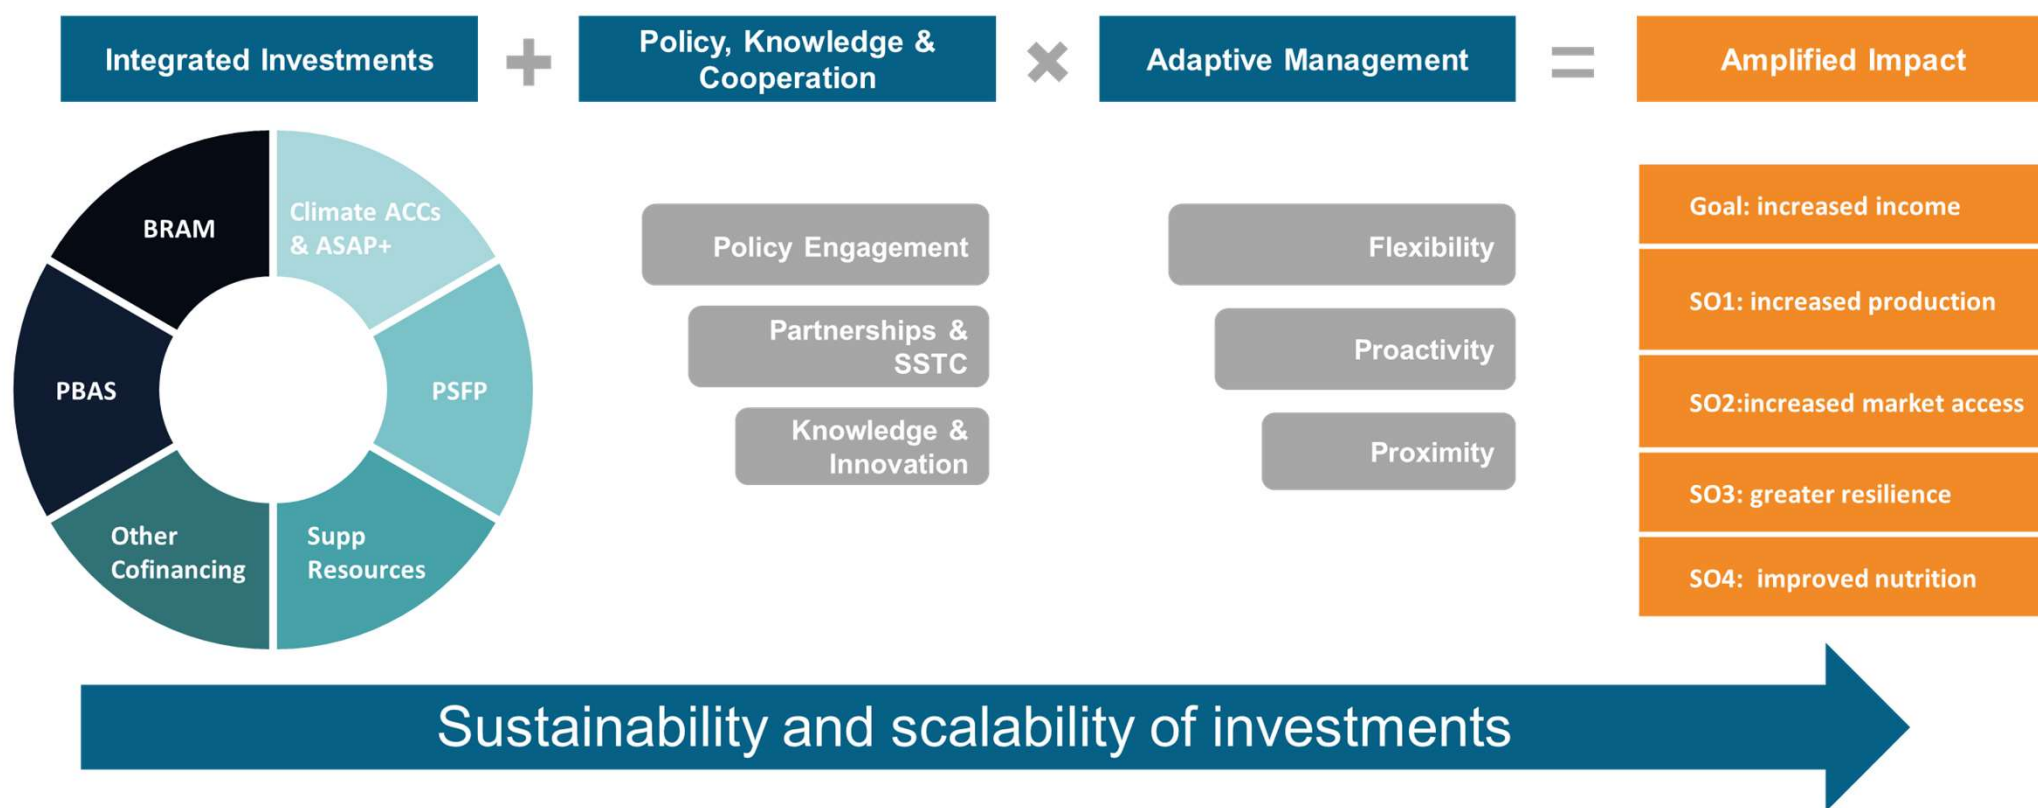 Integrated Investments
Policy, Knowledge &
Cooperation
Adaptive Management
Amplified Impact
BRAM
Climate ACCs
& ASAP+
PBAS
PSFP
Other
Cofinancing
Supp
Resources
Policy Engagement
Partnerships &
SSTC
Knowledge &
Innovation
Flexibility
Proactivity
Proximity
Goal: increased income
SO1: increased production
SO2:increased market access
SO3: greater resilience
SO4:  improved nutrition
Sustainability and scalability of investments